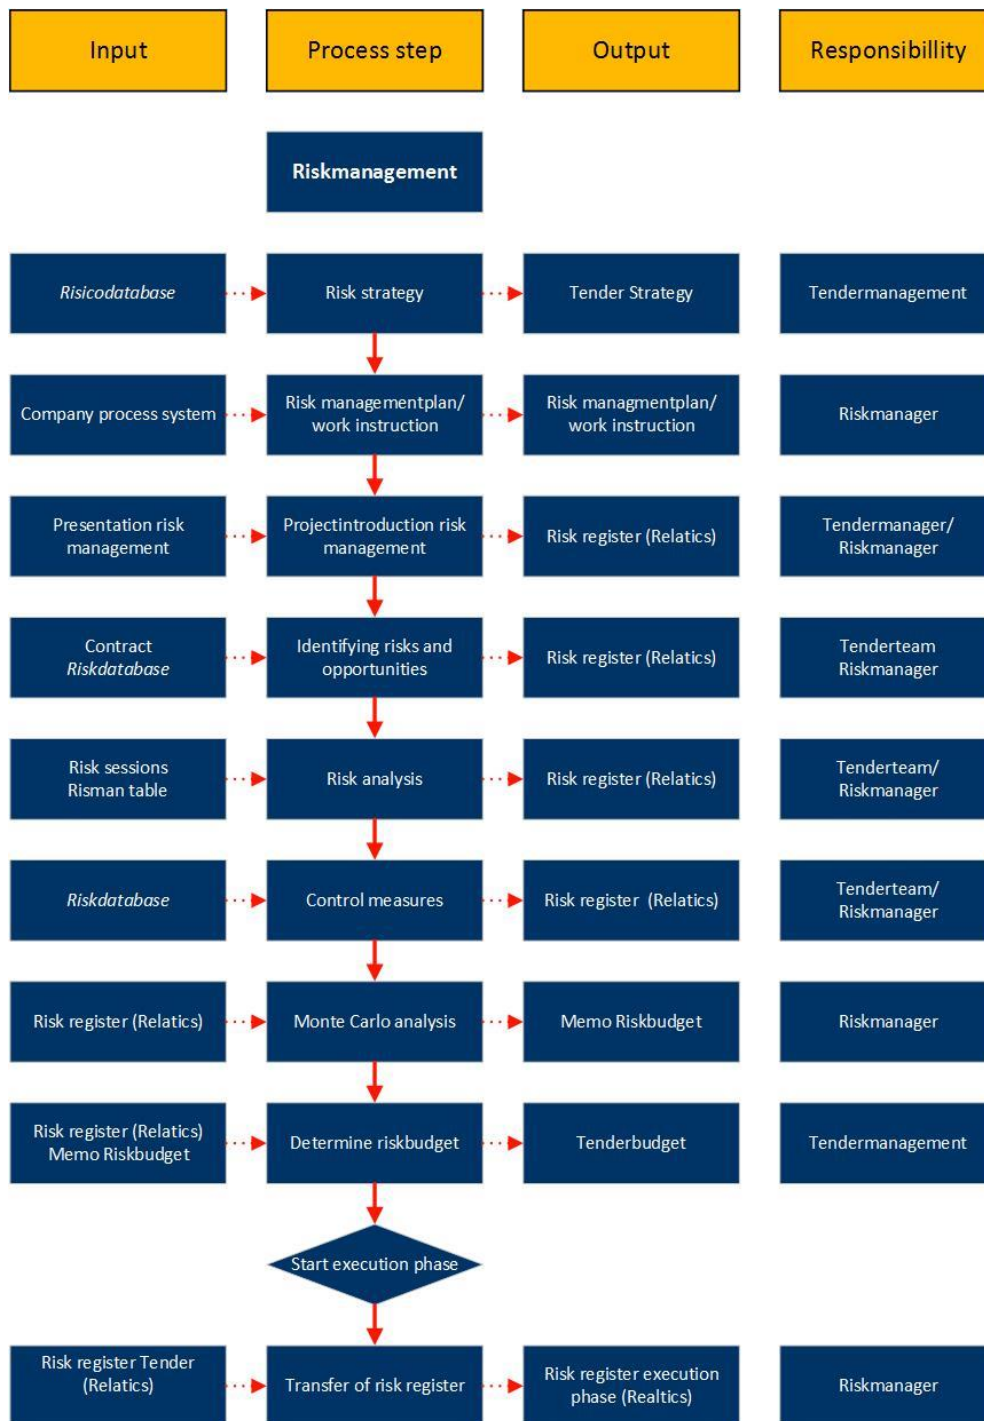 Input
Process step
Output
Responsibillity
Riskmanagement
Risicodatabase
Risk strategy
Tender Strategy
Tendermanagement
Company process system
Risk managementplan/
work instruction
Risk managmentplan/
work instruction
Riskmanager
Presentation risk
management
Projectintroduction risk
management
Risk register (Relatics)
Tendermanager/
Riskmanager
Contract
Riskdatabase
Identifying risks and
opportunities
Risk register (Relatics)
Tenderteam
Riskmanager
Risk sessions
Risman table
Risk analysis
Risk register (Relatics)
Tenderteam/
Riskmanager
Riskdatabase
Control measures
Risk register (Relatics)
Tenderteam/
Riskmanager
Risk register (Relatics)
Monte Carlo analysis
Memo Riskbudget
Riskmanager
Risk register (Relatics)
Memo Riskbudget
Determine riskbudget
Tenderbudget
Tendermanagement
Start execution phase
Risk register Tender
(Relatics)
Transfer of risk register
Risk register execution
phase (Realtics)
Riskmanager